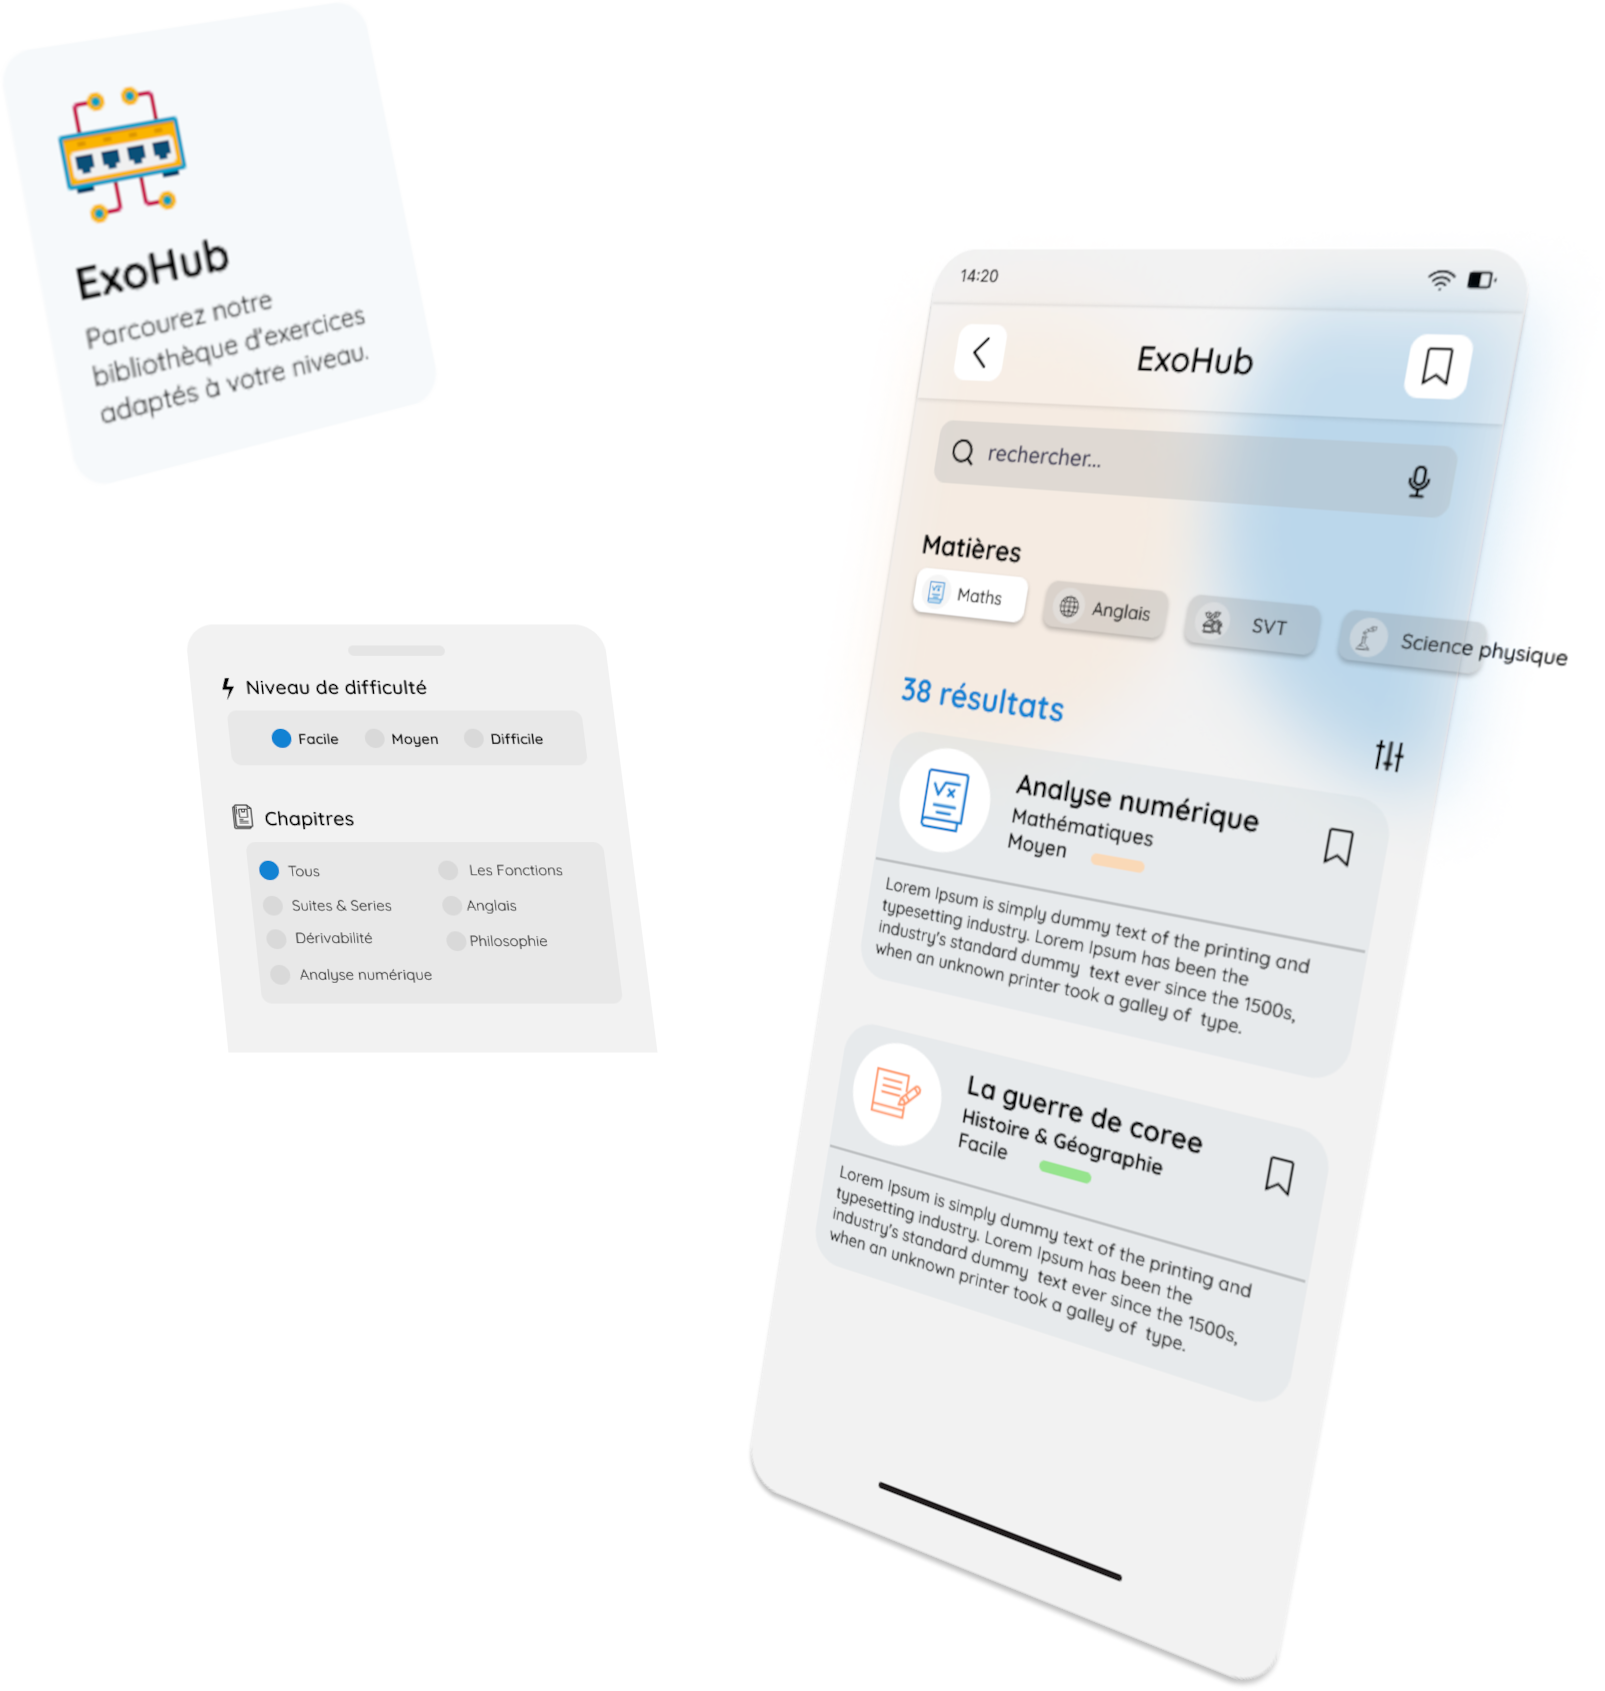 ExoHub
Parcourez notre
bibliothèque d'exercices
adaptés à votre niveau.
Niveau de difficulté
Facile Moyen Difficile
Chapitres
Tous Les Fonctions
Suites & Series Anglais
Dérivabilité Philosophie
Analyse numérique
14:20
ExoHub
rechercher...
Matières
Maths Anglais SVT Science physique
38 résultats
Analyse numérique
Mathématiques
Moyen
Lorem Ipsum is simply dummy text of the printing and
typesetting industry. Lorem Ipsum has been the
industry's standard dummy text ever since the 1500s,
when an unknown printer took a galley of type.
La guerre de coree
Histoire & Géographie
Facile
Lorem Ipsum is simply dummy text of the printing and
typesetting industry. Lorem Ipsum has been the
industry's standard dummy text ever since the 1500s,
when an unknown printer took a galley of type.